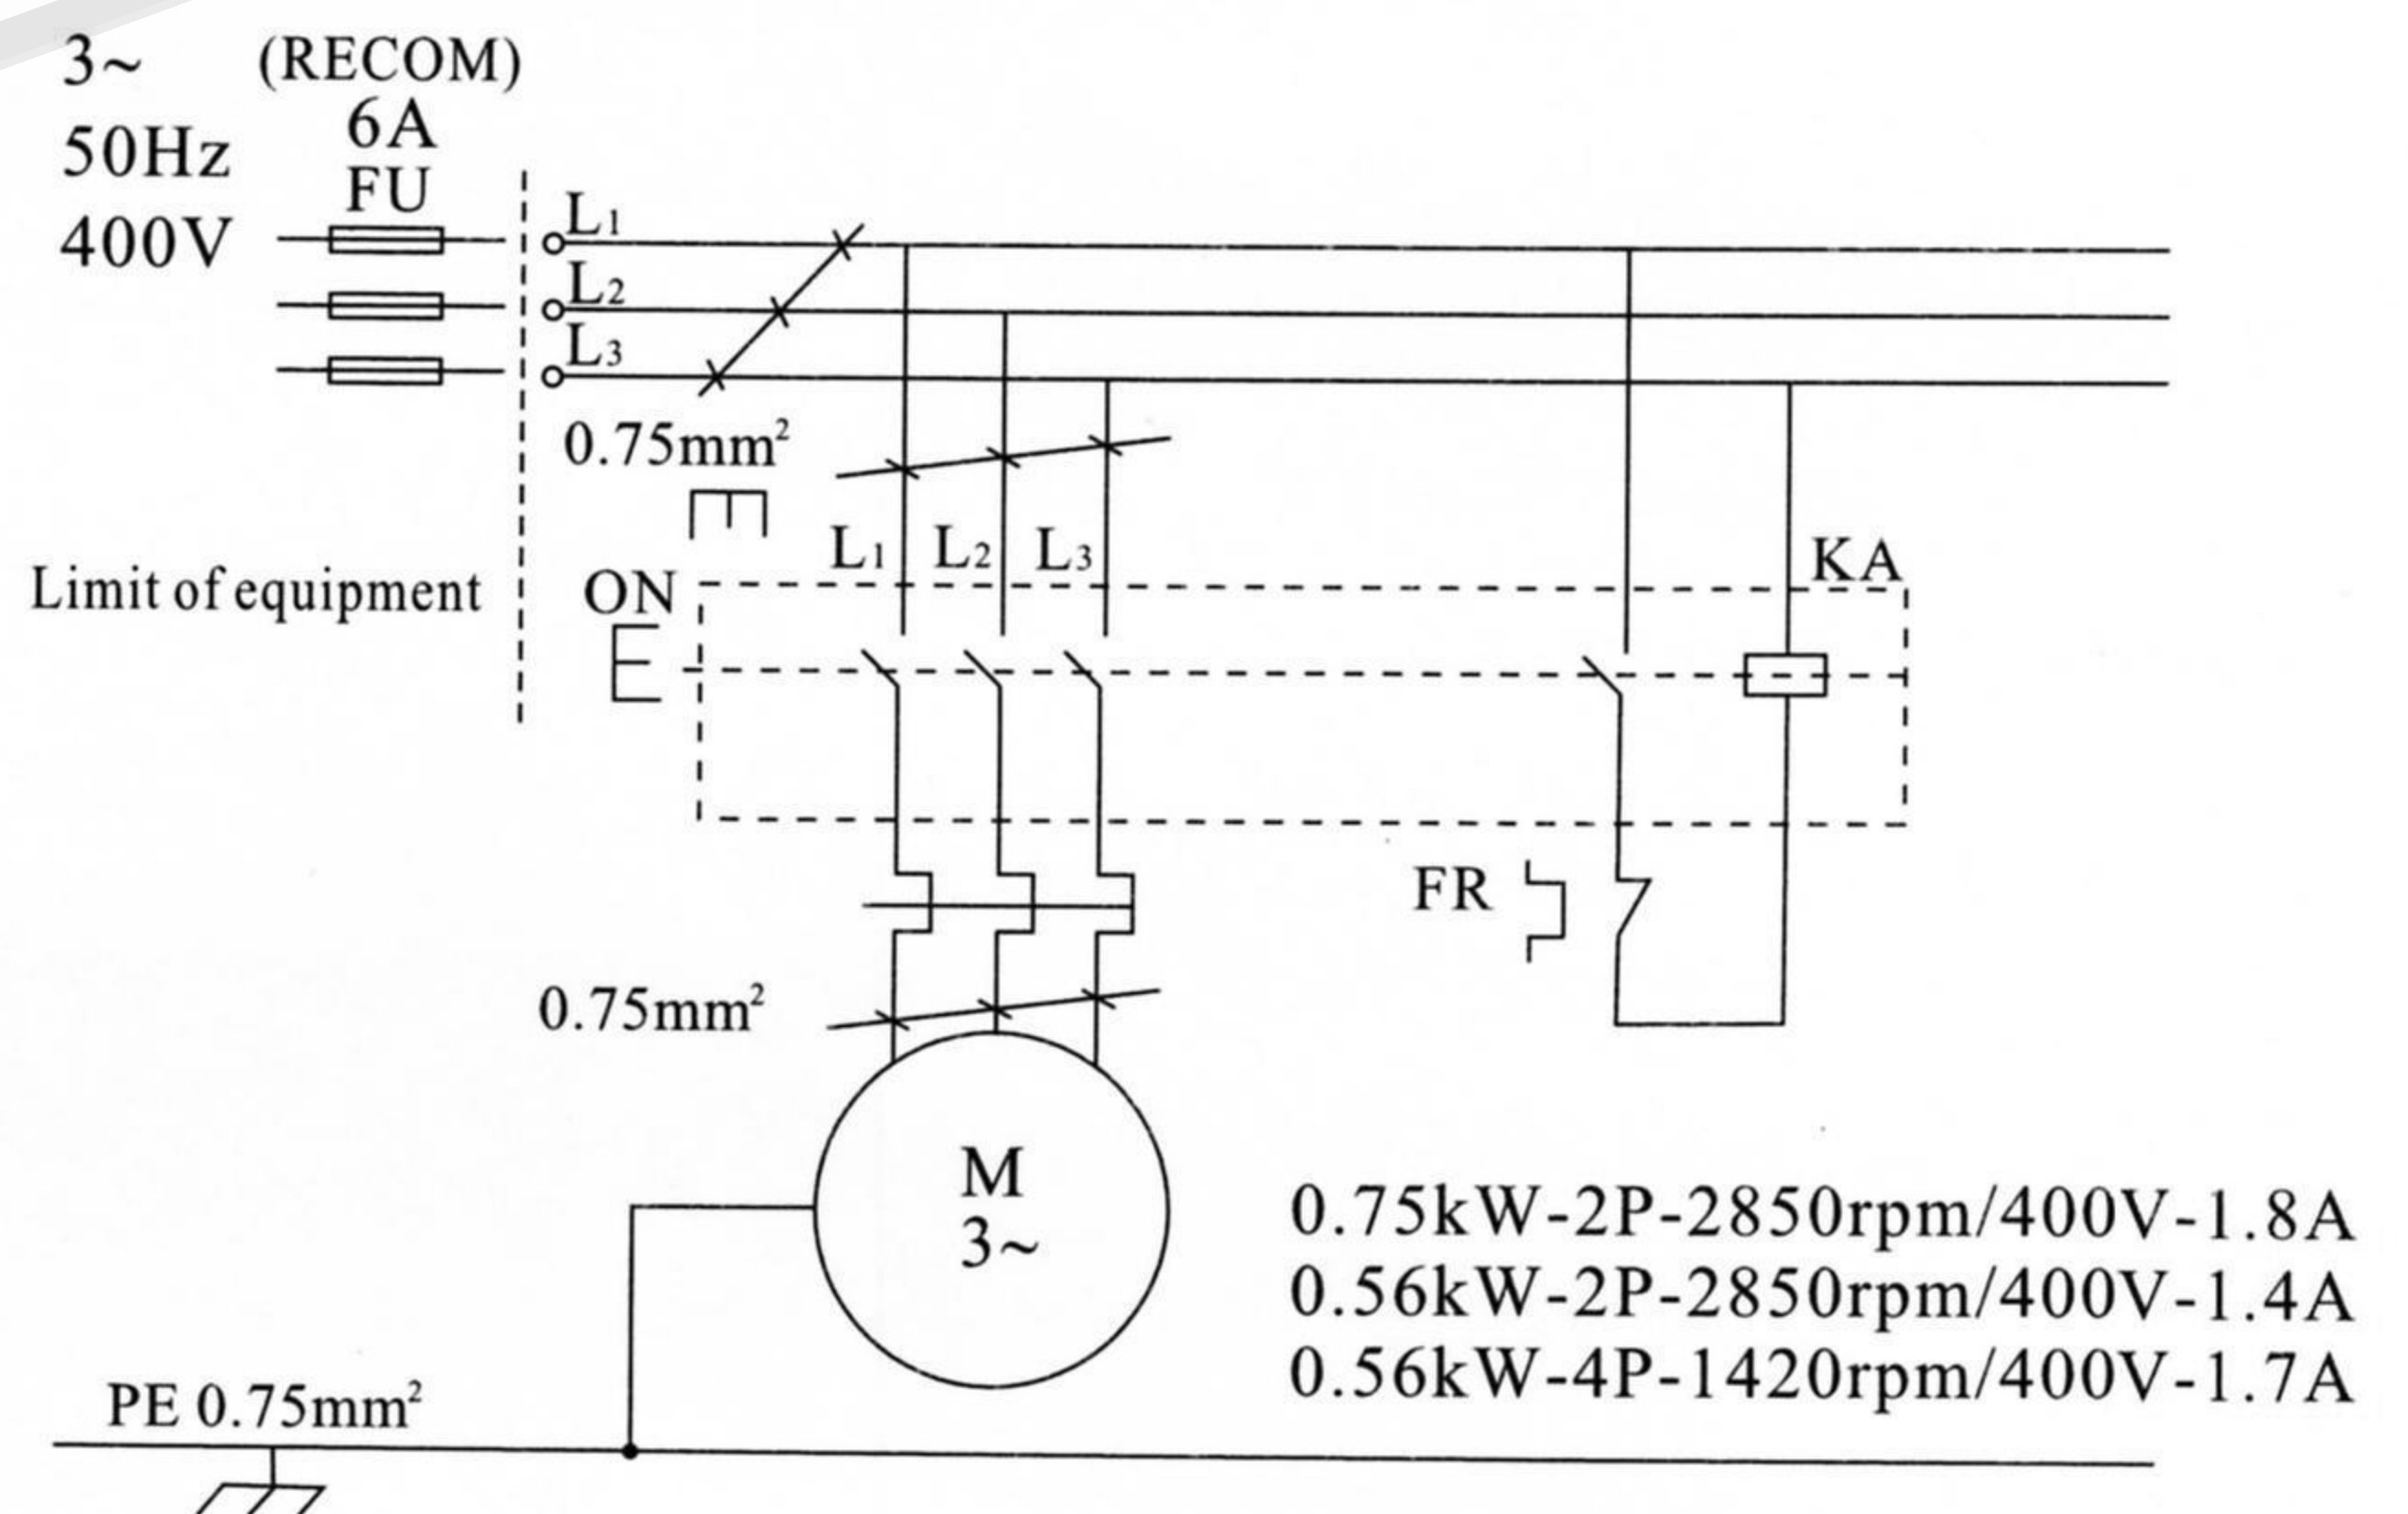 3~ (RECOM)
50Hz 6A
400V FU
L1
L2
L3
0.75mm²
L1 L2 L3
KA
Limit of equipment
ON
FR
0.75mm²
M
3~
0.75kW-2P-2850rpm/400V-1.8A
0.56kW-2P-2850rpm/400V-1.4A
0.56kW-4P-1420rpm/400V-1.7A
PE 0.75mm²